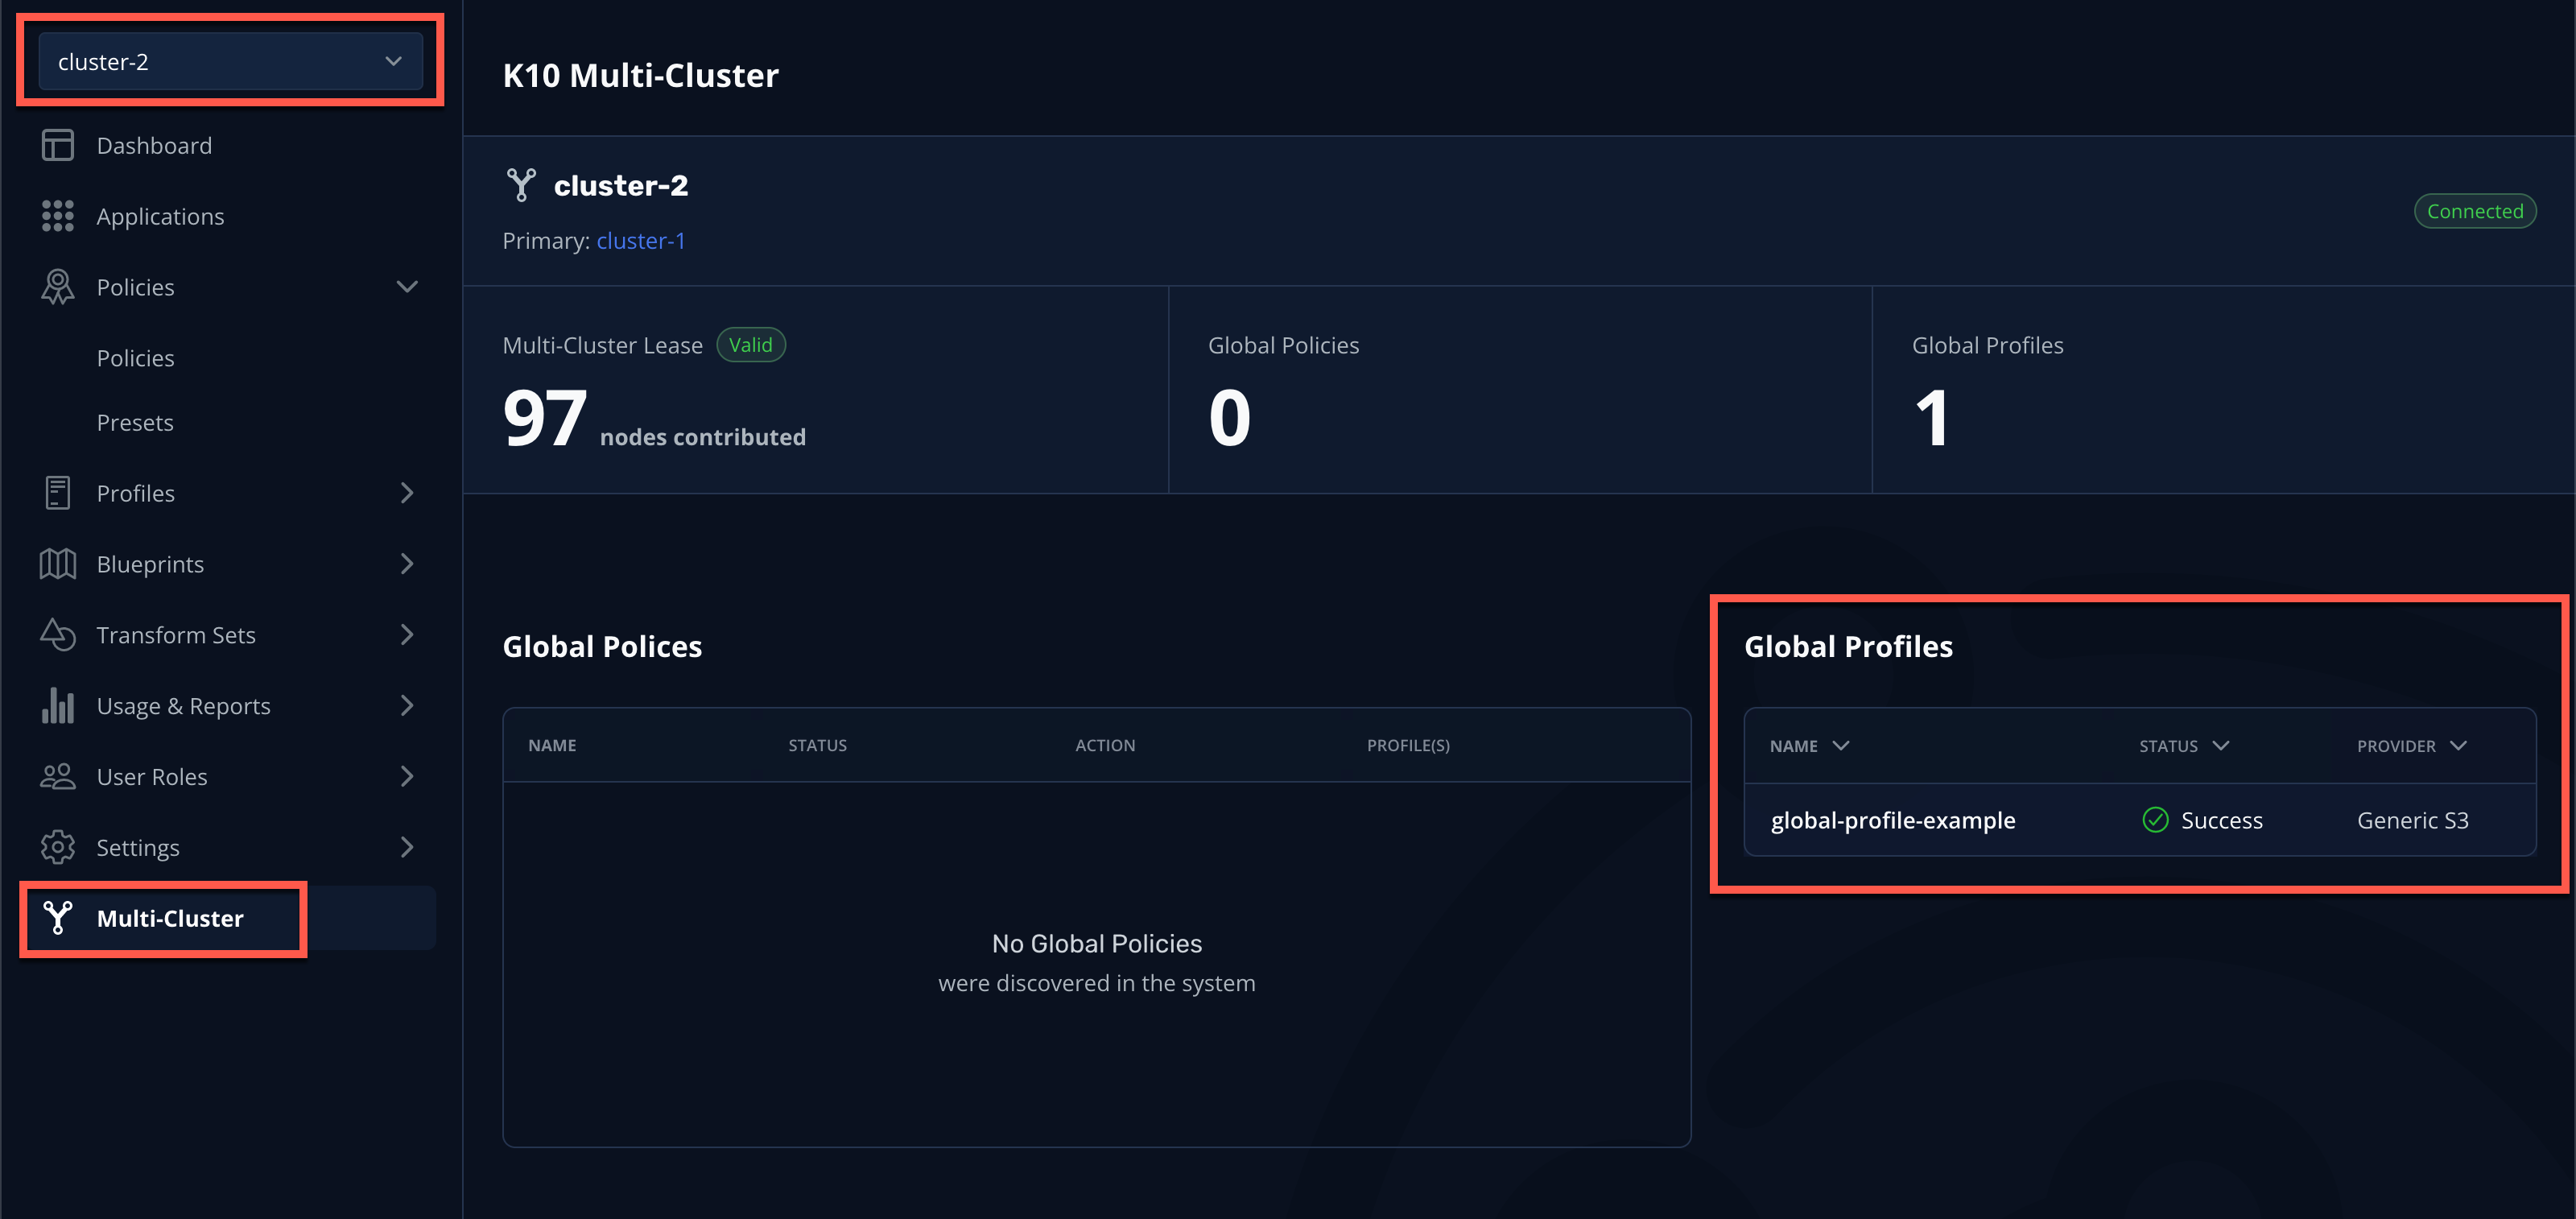 cluster-2
Dashboard
Applications
Policies
Policies
Presets
Profiles
Blueprints
Transform Sets
Usage & Reports
User Roles
Settings
Multi-Cluster
K10 Multi-Cluster
cluster-2
Primary: cluster-1
Connected
Multi-Cluster Lease Valid
97 nodes contributed
Global Policies
0
Global Profiles
1
Global Polices
NAME STATUS ACTION PROFILE(S)
No Global Policies
were discovered in the system
Global Profiles
NAME STATUS PROVIDER
global-profile-example Success Generic S3